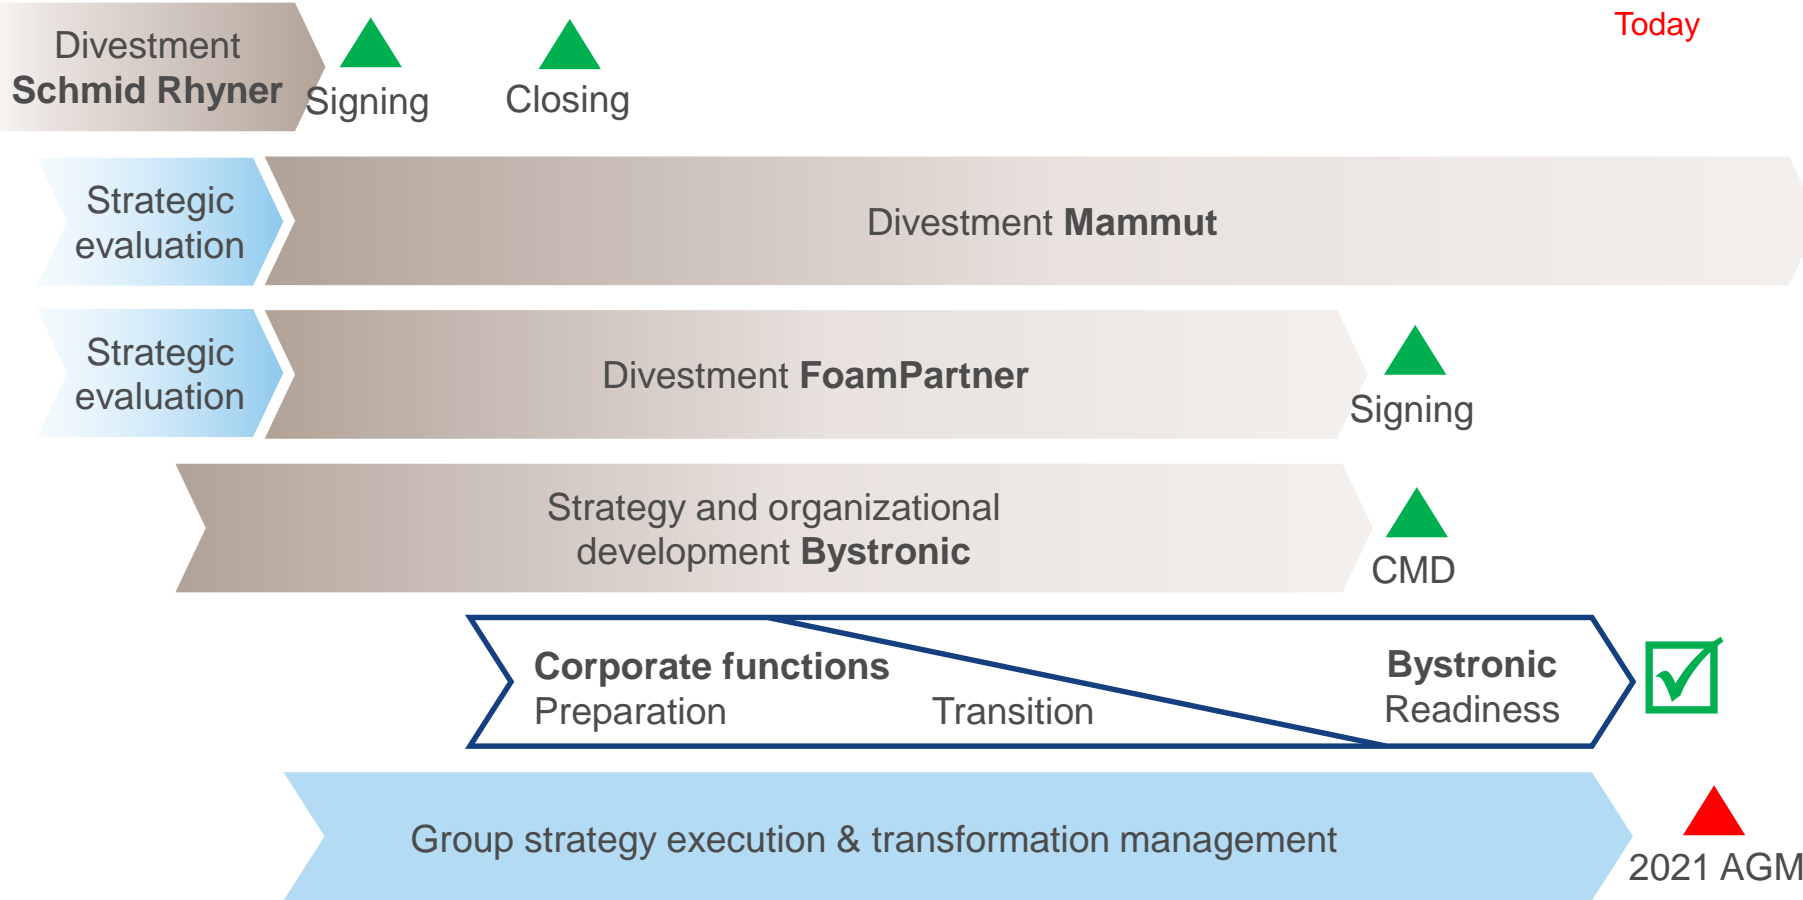 Today
Divestment
Schmid Rhyner
Signing
Closing
Strategic
evaluation
Divestment Mammut
Strategic
evaluation
Divestment FoamPartner
Signing
Strategy and organizational
development Bystronic
CMD
Corporate functions
Preparation
Transition
Bystronic
Readiness
Group strategy execution & transformation management
2021 AGM